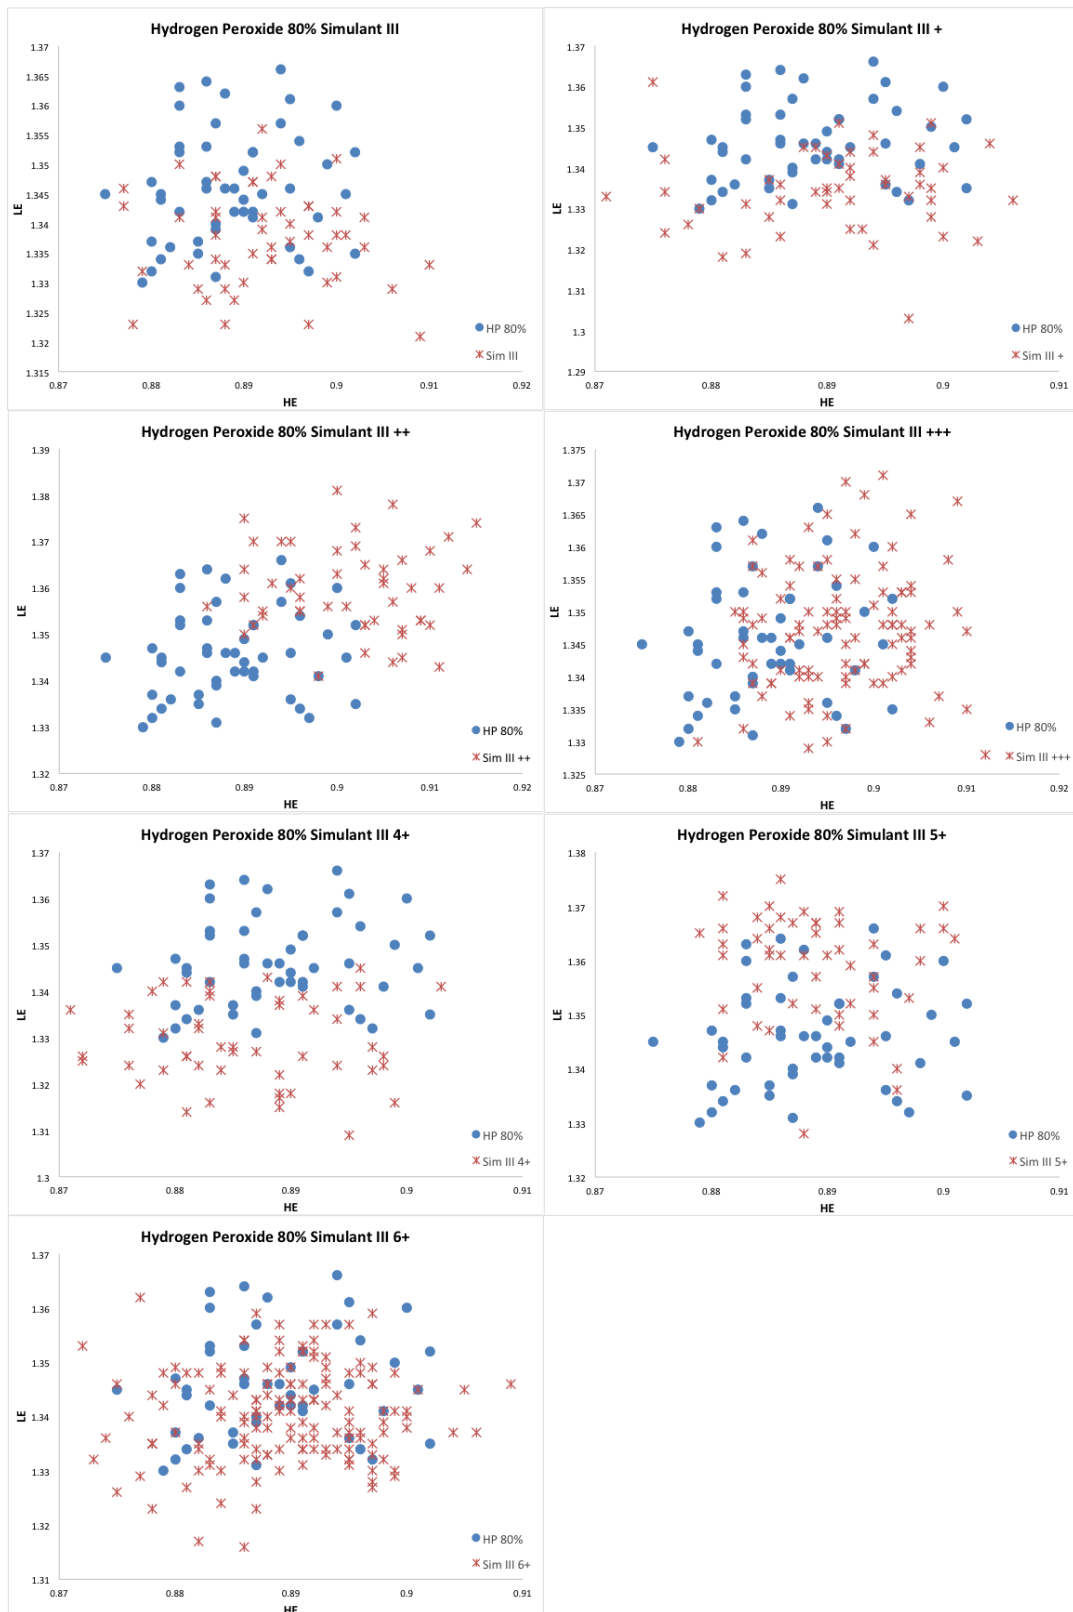 Hydrogen Peroxide 80% Simulant III
1.37
1.365
1.36
1.355
1.35
1.345
1.34
1.335
1.33
1.325
1.32
1.315
LE
0.87 0.88 0.89 0.9 0.91 0.92
HE
HP 80%
Sim III
Hydrogen Peroxide 80% Simulant III +
1.37
1.36
1.35
1.34
1.33
1.32
1.31
1.3
1.29
LE
0.87 0.88 0.89 0.9 0.91
HE
HP 80%
Sim III +
Hydrogen Peroxide 80% Simulant III ++
1.39
1.38
1.37
1.36
1.35
1.34
1.33
1.32
LE
0.87 0.88 0.89 0.9 0.91 0.92
HE
HP 80%
Sim III ++
Hydrogen Peroxide 80% Simulant III +++
1.375
1.37
1.365
1.36
1.355
1.35
1.345
1.34
1.335
1.33
1.325
LE
0.87 0.88 0.89 0.9 0.91 0.92
HE
HP 80%
Sim III +++
Hydrogen Peroxide 80% Simulant III 4+
1.37
1.36
1.35
1.34
1.33
1.32
1.31
1.3
LE
0.87 0.88 0.89 0.9 0.91
HE
HP 80%
Sim III 4+
Hydrogen Peroxide 80% Simulant III 5+
1.38
1.37
1.36
1.35
1.34
1.33
1.32
LE
0.87 0.88 0.89 0.9 0.91
HE
HP 80%
Sim III 5+
Hydrogen Peroxide 80% Simulant III 6+
1.37
1.36
1.35
1.34
1.33
1.32
1.31
LE
0.87 0.88 0.89 0.9 0.91
HE
HP 80%
Sim III 6+